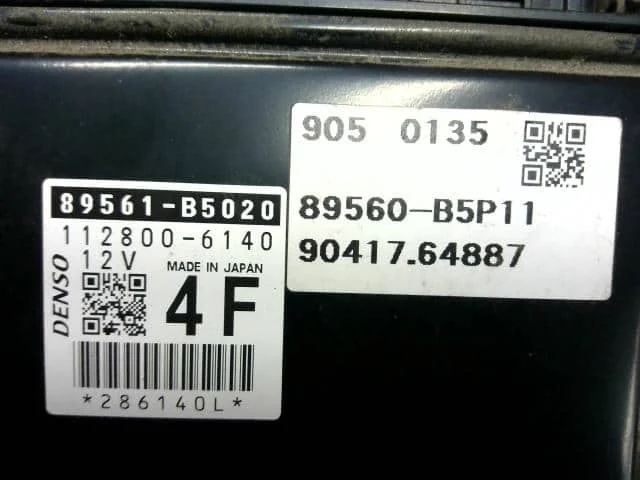 905 0135
89560-B5P11
90417.64887
89561-B5020
112800-6140
12V
MADE IN JAPAN
DENSO
4F
*286140L*